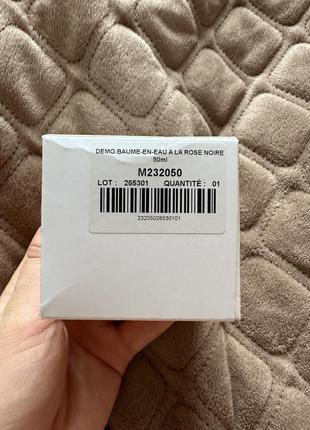 DEMO.BAUME-EN-EAU A LA ROSE NOIRE
50ml
M232050
LOT : 265301 QUANTITÉ : 01
23205026530101